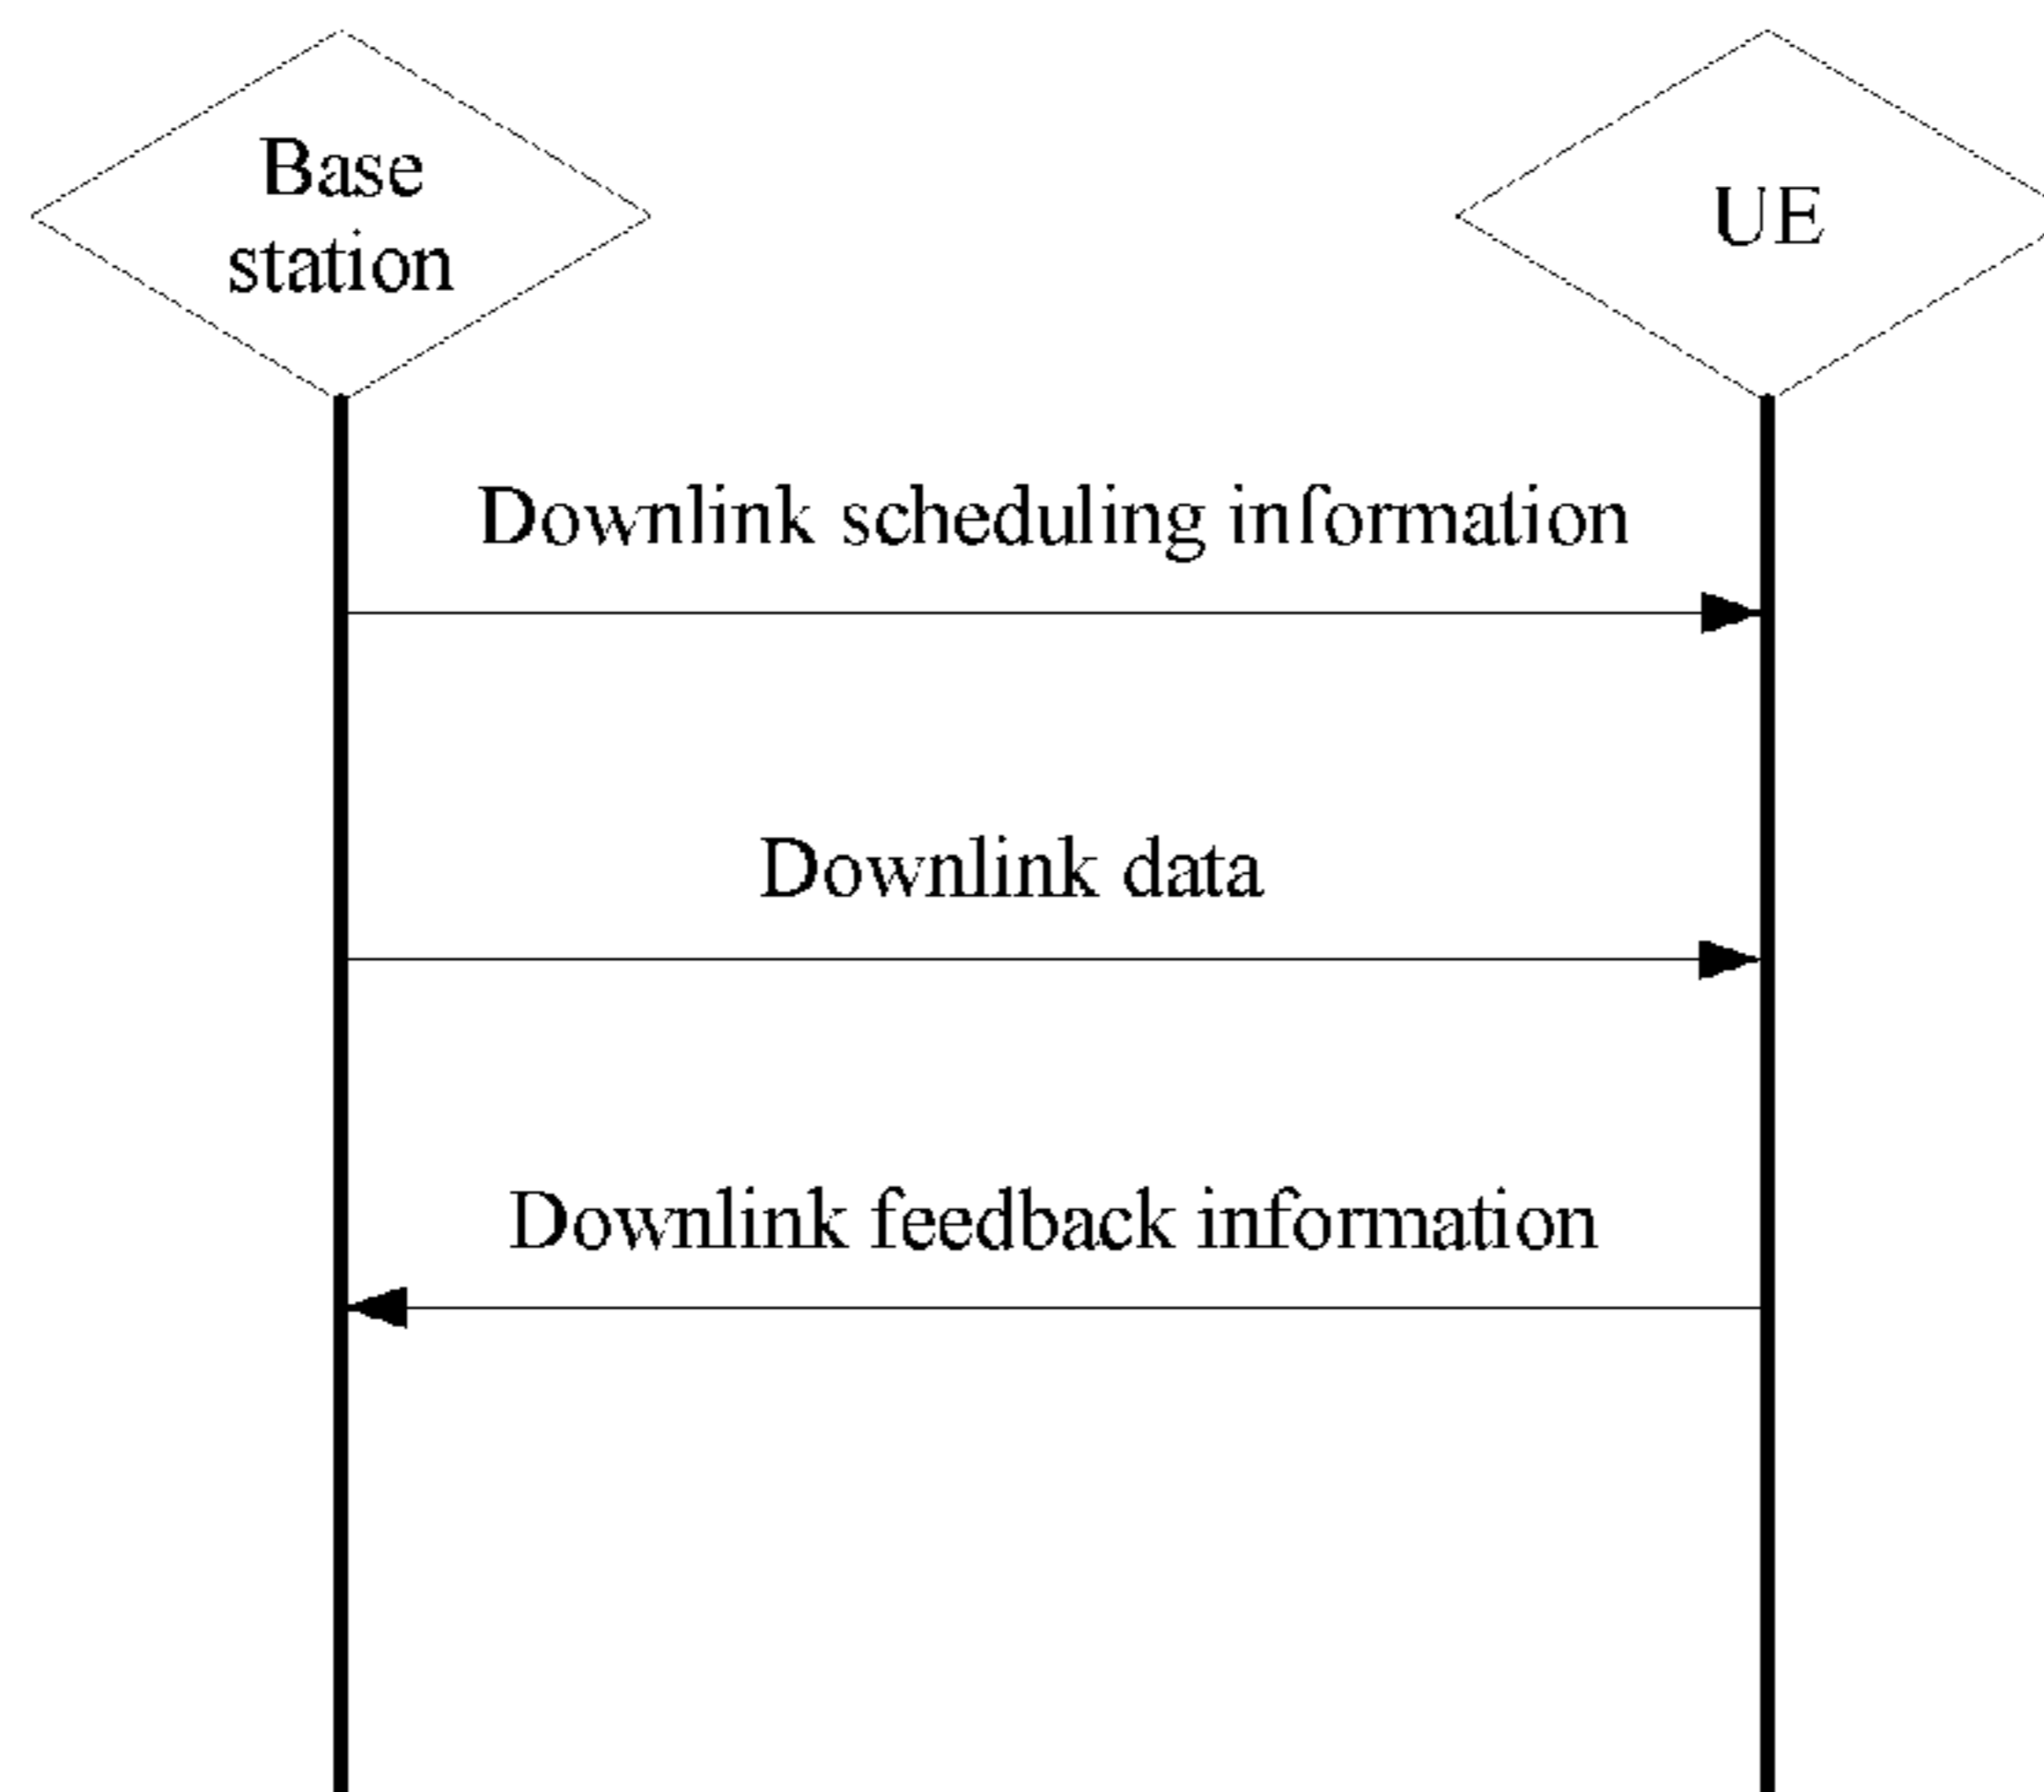 Base
station
UE
Downlink scheduling information
Downlink data
Downlink feedback information